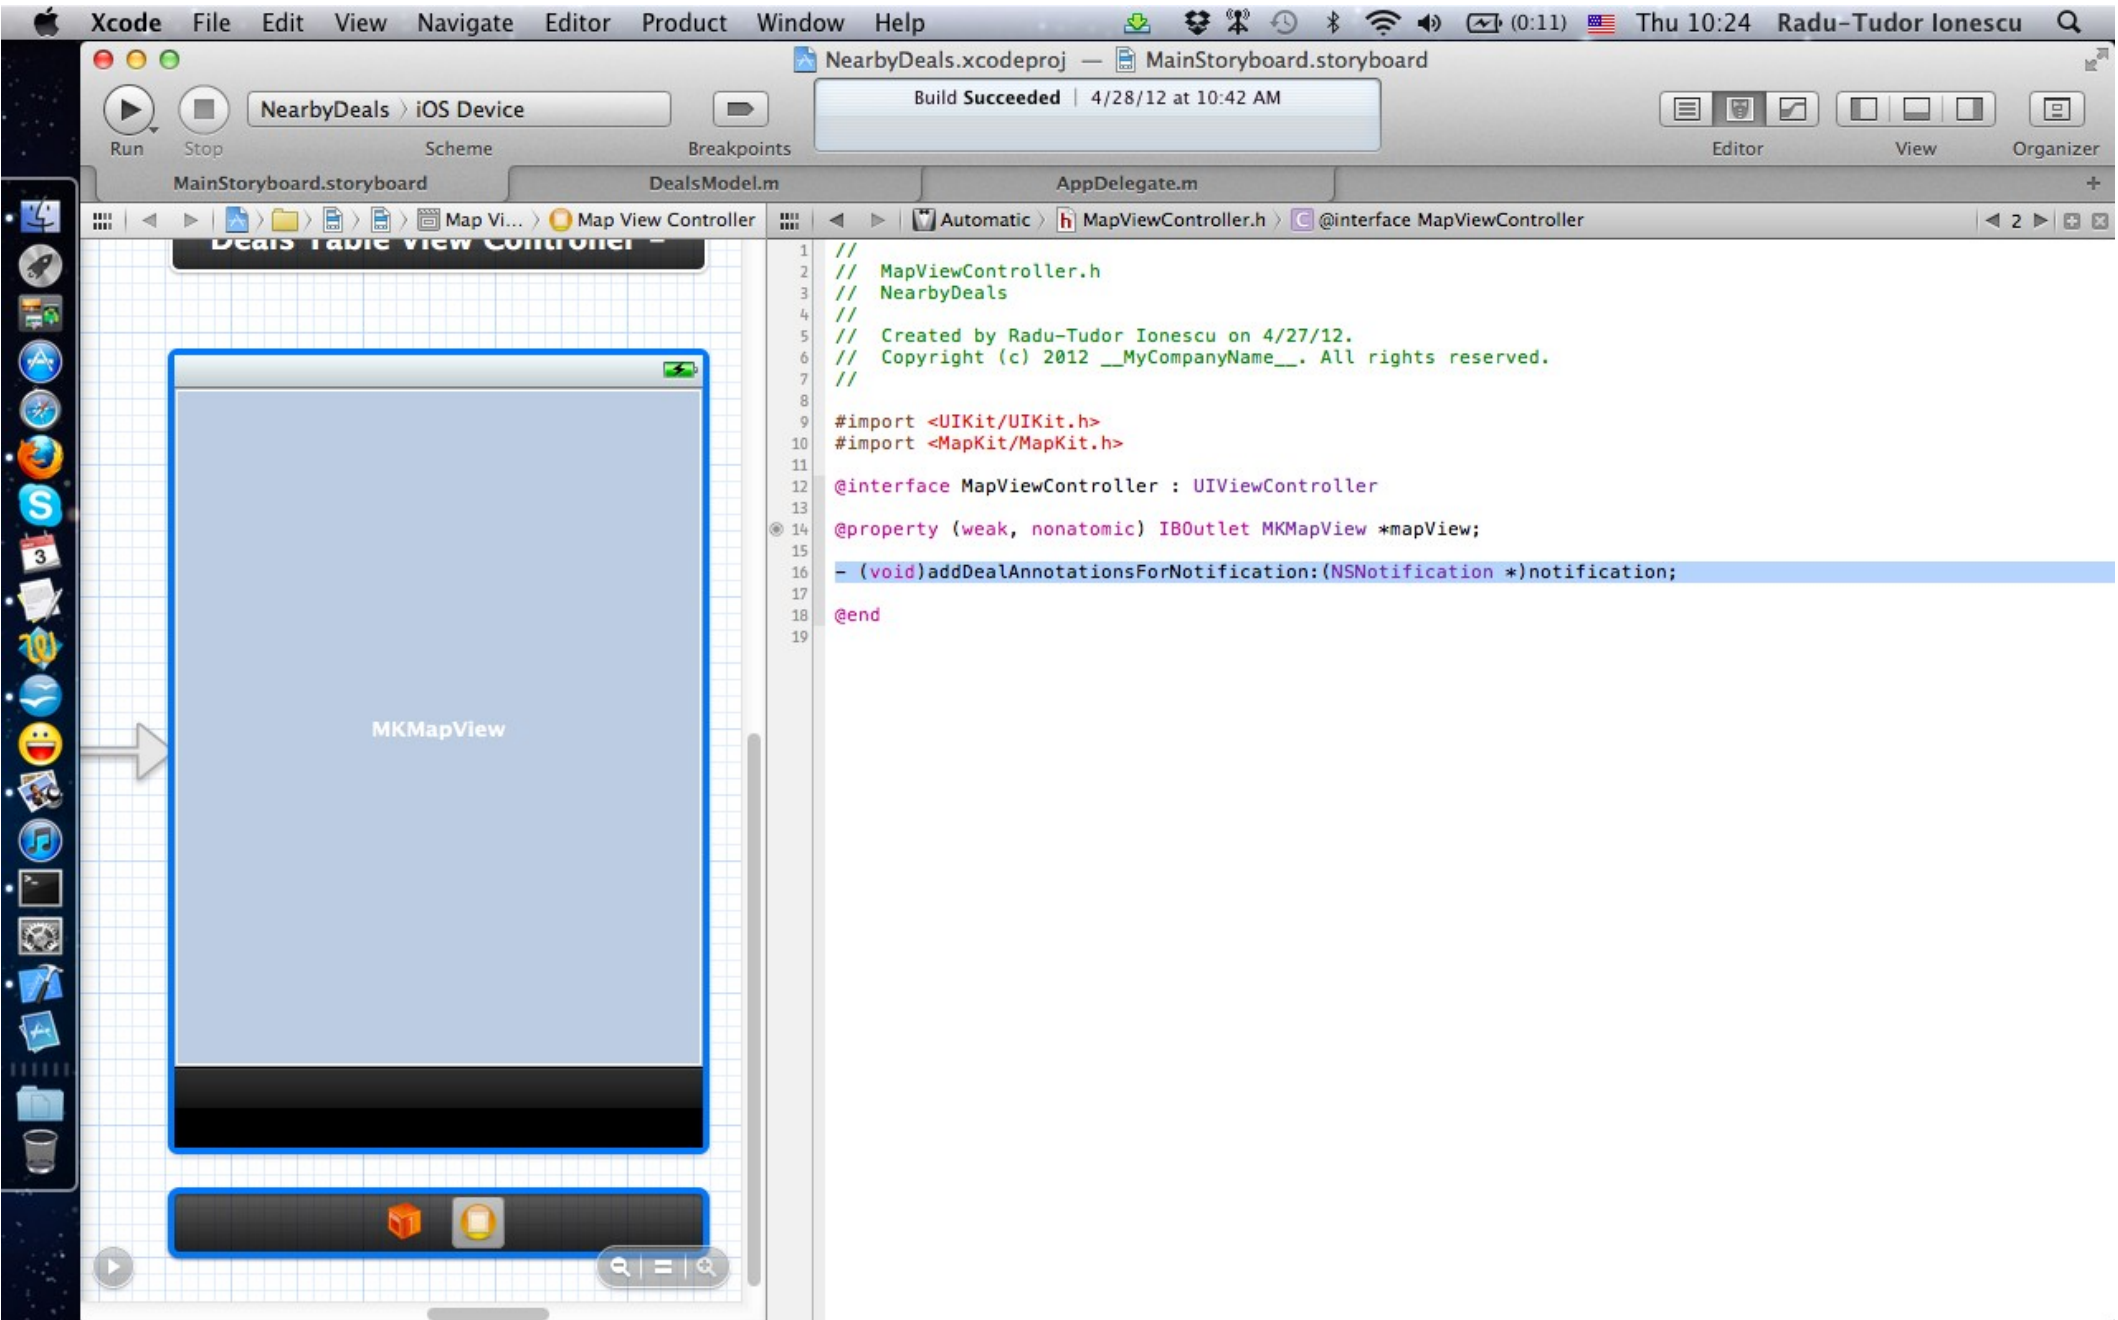 Xcode File Edit View Navigate Editor Product Window Help (0:11) Thu 10:24 Radu-Tudor Ionescu
NearbyDeals.xcodeproj — MainStoryboard.storyboard
NearbyDeals 〉 iOS Device
Build Succeeded | 4/28/12 at 10:42 AM
Run Stop Scheme Breakpoints Editor View Organizer
MainStoryboard.storyboard DealsModel.m AppDelegate.m +
Map Vi... 〉 Map View Controller
Automatic 〉 h MapViewController.h 〉 C @interface MapViewController 2
Deals Table View Controller –
MKMapView
1 //
2 // MapViewController.h
3 // NearbyDeals
4 //
5 // Created by Radu-Tudor Ionescu on 4/27/12.
6 // Copyright (c) 2012 __MyCompanyName__. All rights reserved.
7 //
8
9 #import <UIKit/UIKit.h>
10 #import <MapKit/MapKit.h>
11
12 @interface MapViewController : UIViewController
13
14 @property (weak, nonatomic) IBOutlet MKMapView *mapView;
15
16 - (void)addDealAnnotationsForNotification:(NSNotification *)notification;
17
18 @end
19
3